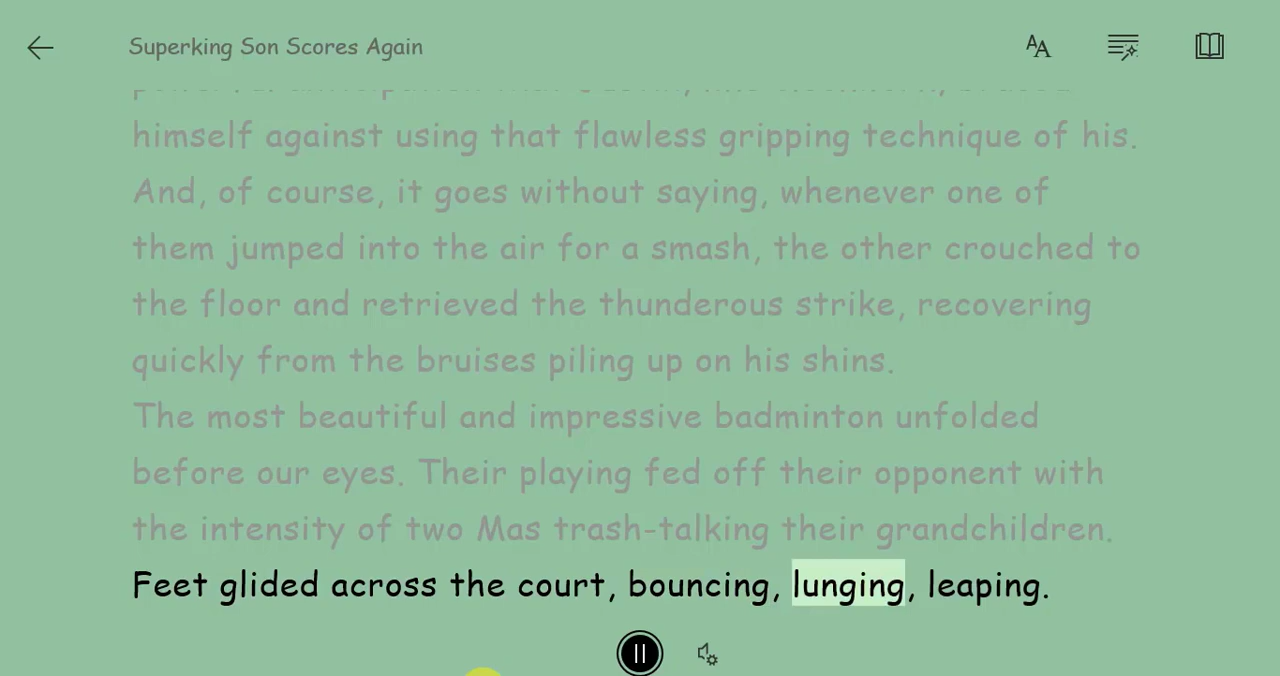 Superking Son Scores Again
himself against using that flawless gripping technique of his.
And, of course, it goes without saying, whenever one of
them jumped into the air for a smash, the other crouched to
the floor and retrieved the thunderous strike, recovering
quickly from the bruises piling up on his shins.
The most beautiful and impressive badminton unfolded
before our eyes. Their playing fed off their opponent with
the intensity of two Mas trash-talking their grandchildren.
Feet glided across the court, bouncing, lunging, leaping.